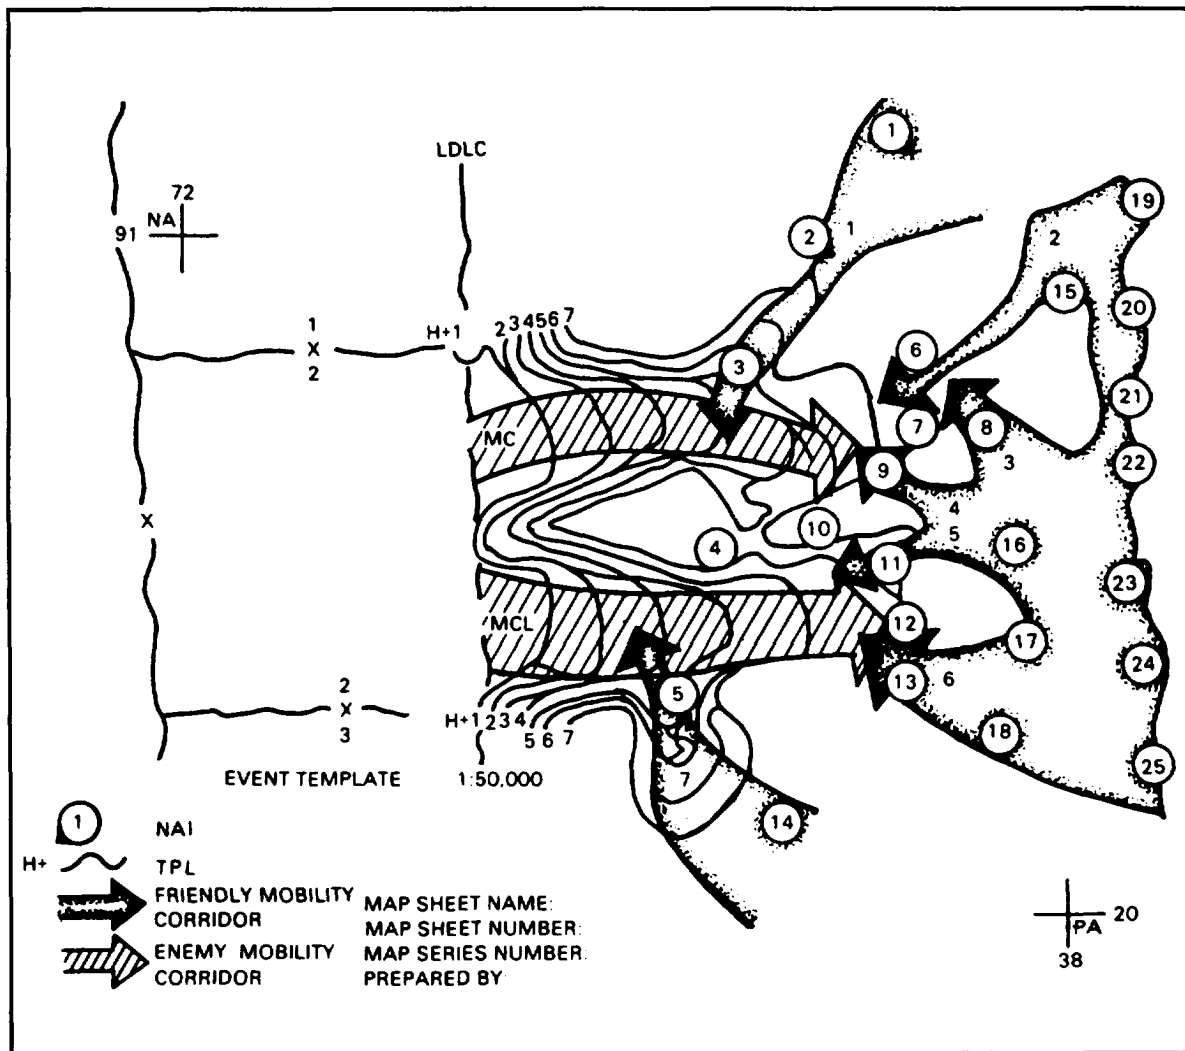 1
LDLC
72
NA
91
2
1
19
2
15
20
1
X
2
H+1
2 3 4 5 6 7
6
3
21
7
8
MC
3
22
9
4
10
5
X
4
16
11
23
12
MCL
17
24
13
6
5
2
X
3
H+1 2 3 4
5 6 7
18
25
7
EVENT TEMPLATE
1:50,000
14
1
NAI
H+
TPL
FRIENDLY MOBILITY
CORRIDOR
ENEMY MOBILITY
CORRIDOR
MAP SHEET NAME:
MAP SHEET NUMBER:
MAP SERIES NUMBER:
PREPARED BY
20
PA
38